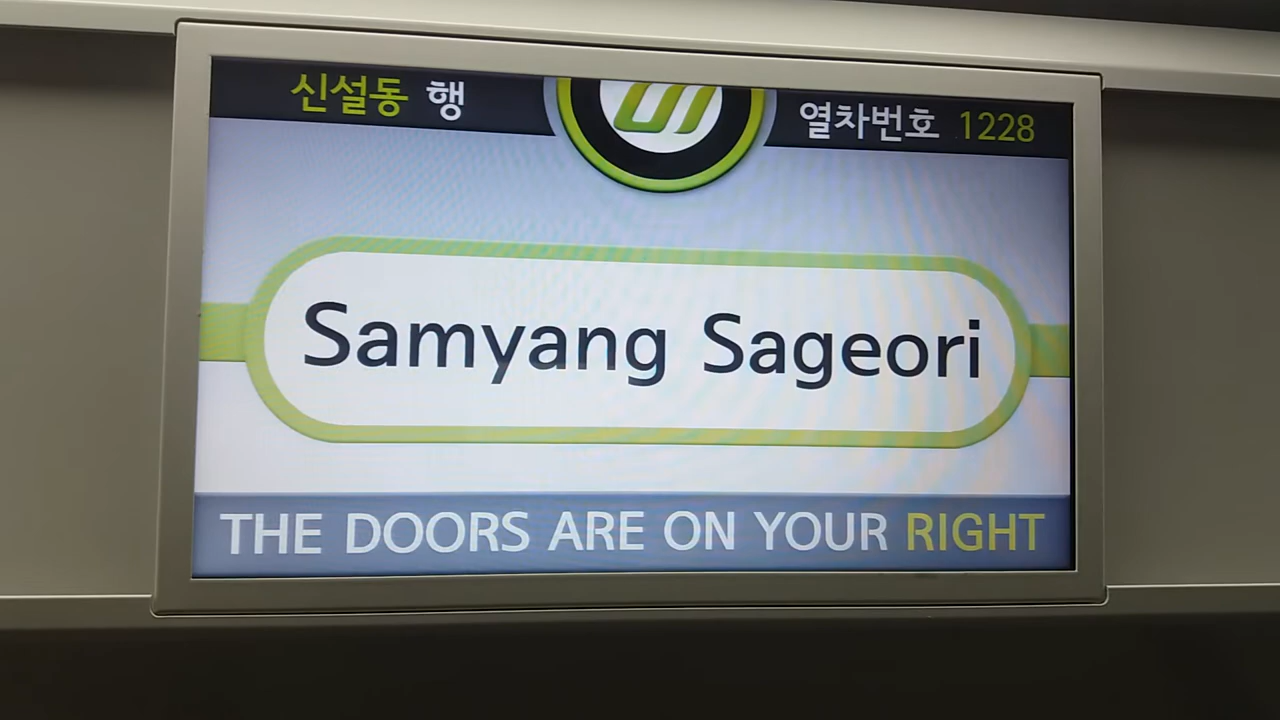 신설동 행
열차번호 1228
Samyang Sageori
THE DOORS ARE ON YOUR RIGHT